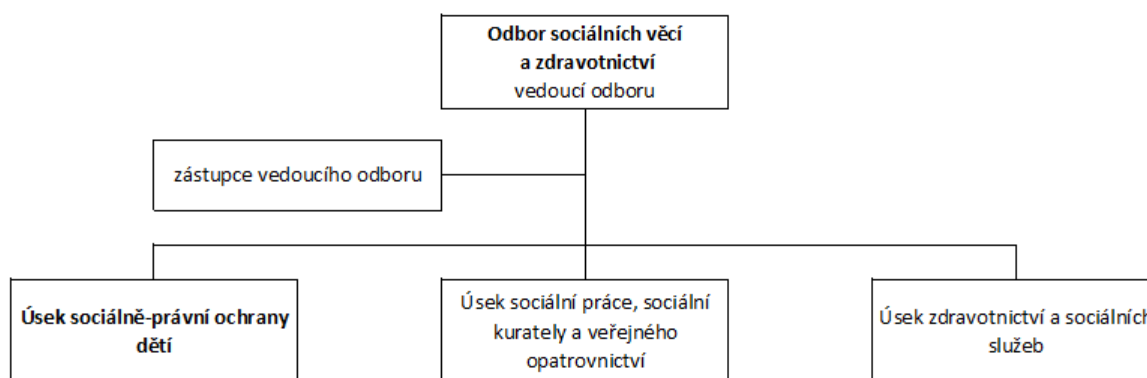 Odbor sociálních věcí
a zdravotnictví
vedoucí odboru
zástupce vedoucího odboru
Úsek sociálně-právní ochrany
dětí
Úsek sociální práce, sociální
kurately a veřejného
opatrovnictví
Úsek zdravotnictví a sociálních
služeb